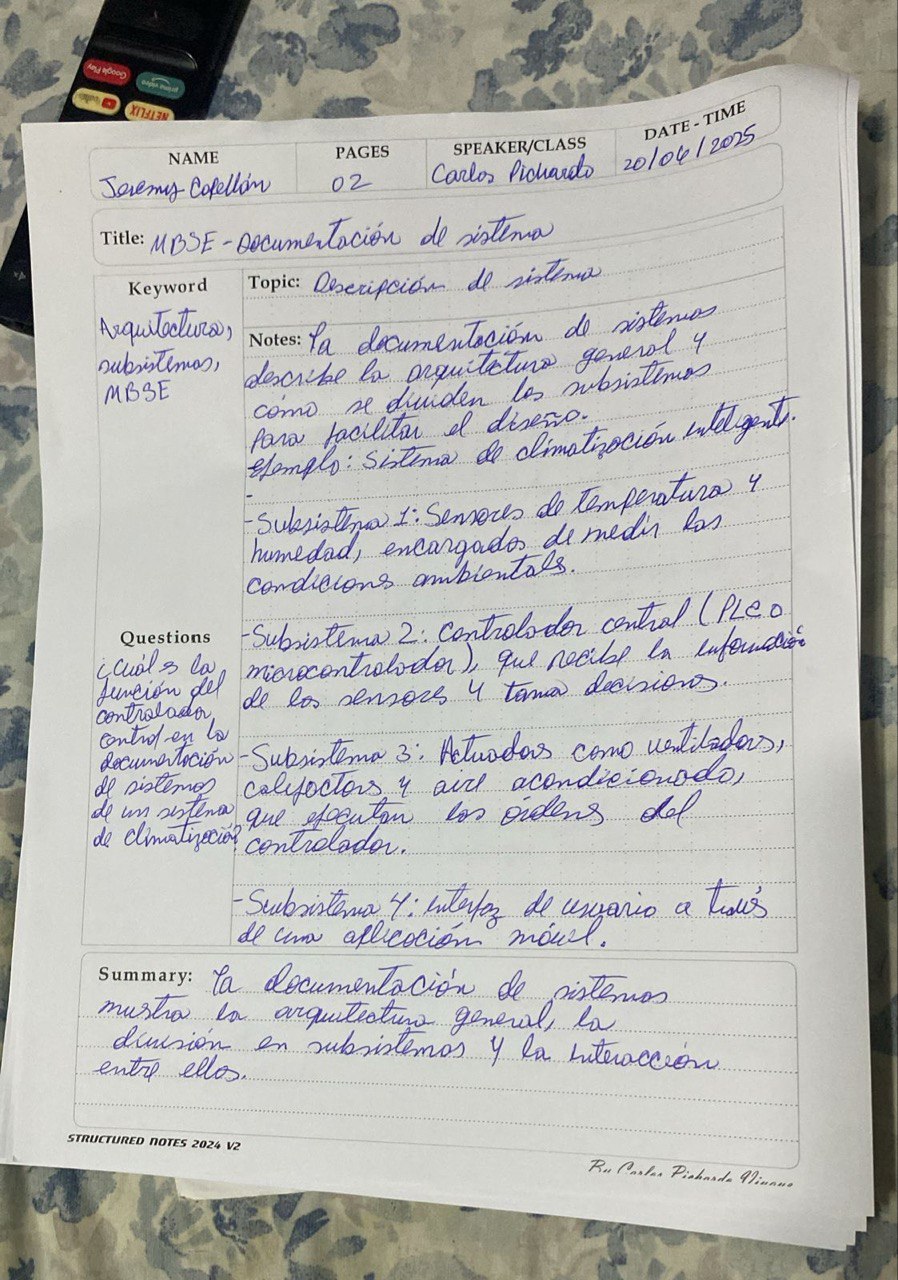 Google Play
prime video
YouTube
NETFLIX
NAME
PAGES
SPEAKER/CLASS
DATE - TIME
Jeremy Capellán
02
Carlos Pichardo
20/06/2025
Title: MBSE - Documentación de sistema
Keyword
Arquitectura,
subsistemas,
MBSE
Topic: Descripción de sistema
Notes: La documentación de sistemas
describe la arquitectura general y
cómo se dividen los subsistemas
para facilitar el diseño.
Ejemplo: Sistema de climatización inteligente.
-
-Subsistema 1: Sensores de temperatura y
humedad, encargados de medir las
condiciones ambientales.
-Subsistema 2: Controlador central (PLC o
microcontrolador), que recibe la información
de los sensores y toma decisiones.
-Subsistema 3: Actuadores como ventiladores,
calefactores y aire acondicionado,
que ejecutan las órdenes del
controlador.
-Subsistema 4: interfaz de usuario a través
de una aplicación móvil.
Questions
¿Cuál es la
función del
controlador
central en la
documentación
de sistemas
de un sistema
de climatización?
Summary: La documentación de sistemas
muestra la arquitectura general, la
división en subsistemas y la interacción
entre ellos.
STRUCTURED NOTES 2024 V2
By Carlos Pichardo Viuque